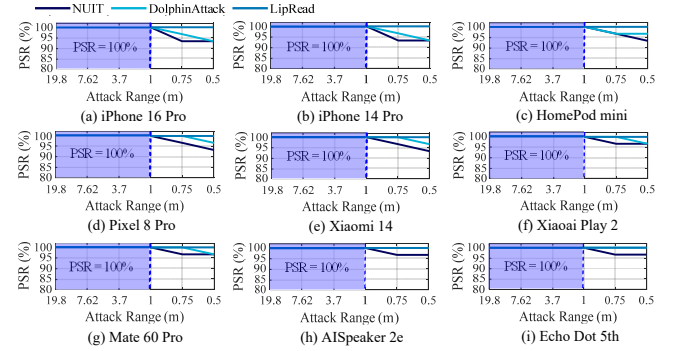 NUIT DolphinAttack LipRead
PSR (%)
100
95
90
85
80
PSR = 100%
19.8 7.62 3.7 1 0.75 0.5
Attack Range (m)
(a) iPhone 16 Pro
PSR (%)
100
95
90
85
80
PSR = 100%
19.8 7.62 3.7 1 0.75 0.5
Attack Range (m)
(b) iPhone 14 Pro
PSR (%)
100
95
90
85
80
PSR = 100%
19.8 7.62 3.7 1 0.75 0.5
Attack Range (m)
(c) HomePod mini
PSR (%)
100
95
90
85
80
PSR = 100%
19.8 7.62 3.7 1 0.75 0.5
Attack Range (m)
(d) Pixel 8 Pro
PSR (%)
100
95
90
85
80
PSR = 100%
19.8 7.62 3.7 1 0.75 0.5
Attack Range (m)
(e) Xiaomi 14
PSR (%)
100
95
90
85
80
PSR = 100%
19.8 7.62 3.7 1 0.75 0.5
Attack Range (m)
(f) Xiaoai Play 2
PSR (%)
100
95
90
85
80
PSR = 100%
19.8 7.62 3.7 1 0.75 0.5
Attack Range (m)
(g) Mate 60 Pro
PSR (%)
100
95
90
85
80
PSR = 100%
19.8 7.62 3.7 1 0.75 0.5
Attack Range (m)
(h) AISpeaker 2e
PSR (%)
100
95
90
85
80
PSR = 100%
19.8 7.62 3.7 1 0.75 0.5
Attack Range (m)
(i) Echo Dot 5th